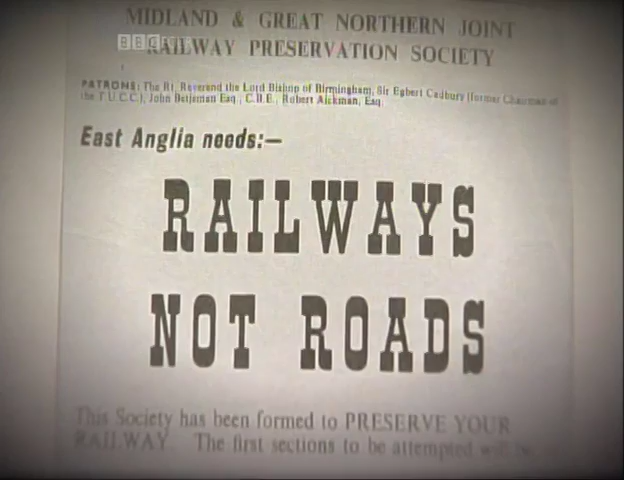 MIDLAND & GREAT NORTHERN JOINT
BBC RAILWAY PRESERVATION SOCIETY
PATRONS: The Rt. Reverend the Lord Bishop of Birmingham, Sir Egbert Cadbury (former Chairman of
the T.U.C.C.), John Betjeman Esq., C.B.E., Robert Aickman, Esq.
East Anglia needs:—
RAILWAYS
NOT ROADS
This Society has been formed to PRESERVE YOUR
RAILWAY. The first sections to be attempted will be